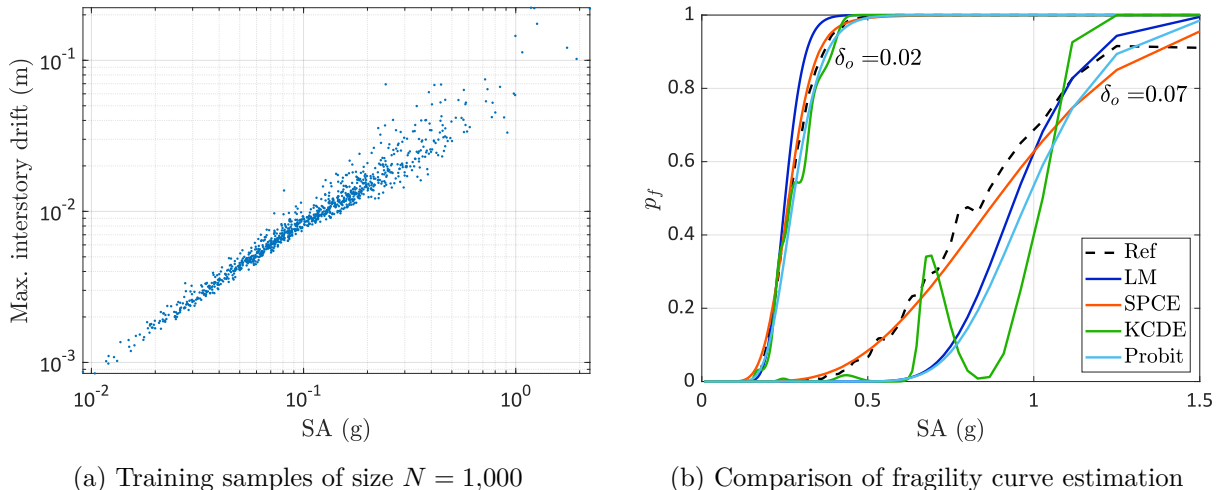 Max. interstory drift (m)
10^{-1}
10^{-2}
10^{-3}
10^{-2}
10^{-1}
10^{0}
SA (g)
(a) Training samples of size N = 1,000
p_f
1
0.8
0.6
0.4
0.2
0
0
0.5
1
1.5
SA (g)
δ_o =0.02
δ_o =0.07
Ref
LM
SPCE
KCDE
Probit
(b) Comparison of fragility curve estimation